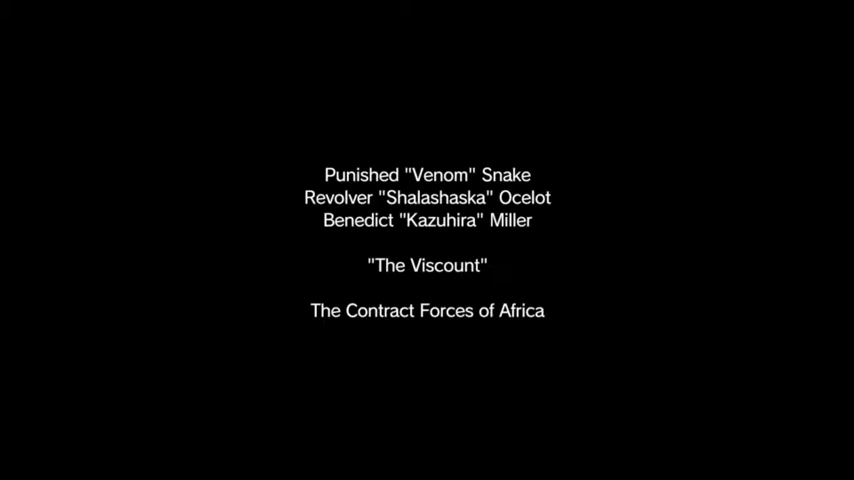 Punished "Venom" Snake
Revolver "Shalashaska" Ocelot
Benedict "Kazuhira" Miller
"The Viscount"
The Contract Forces of Africa